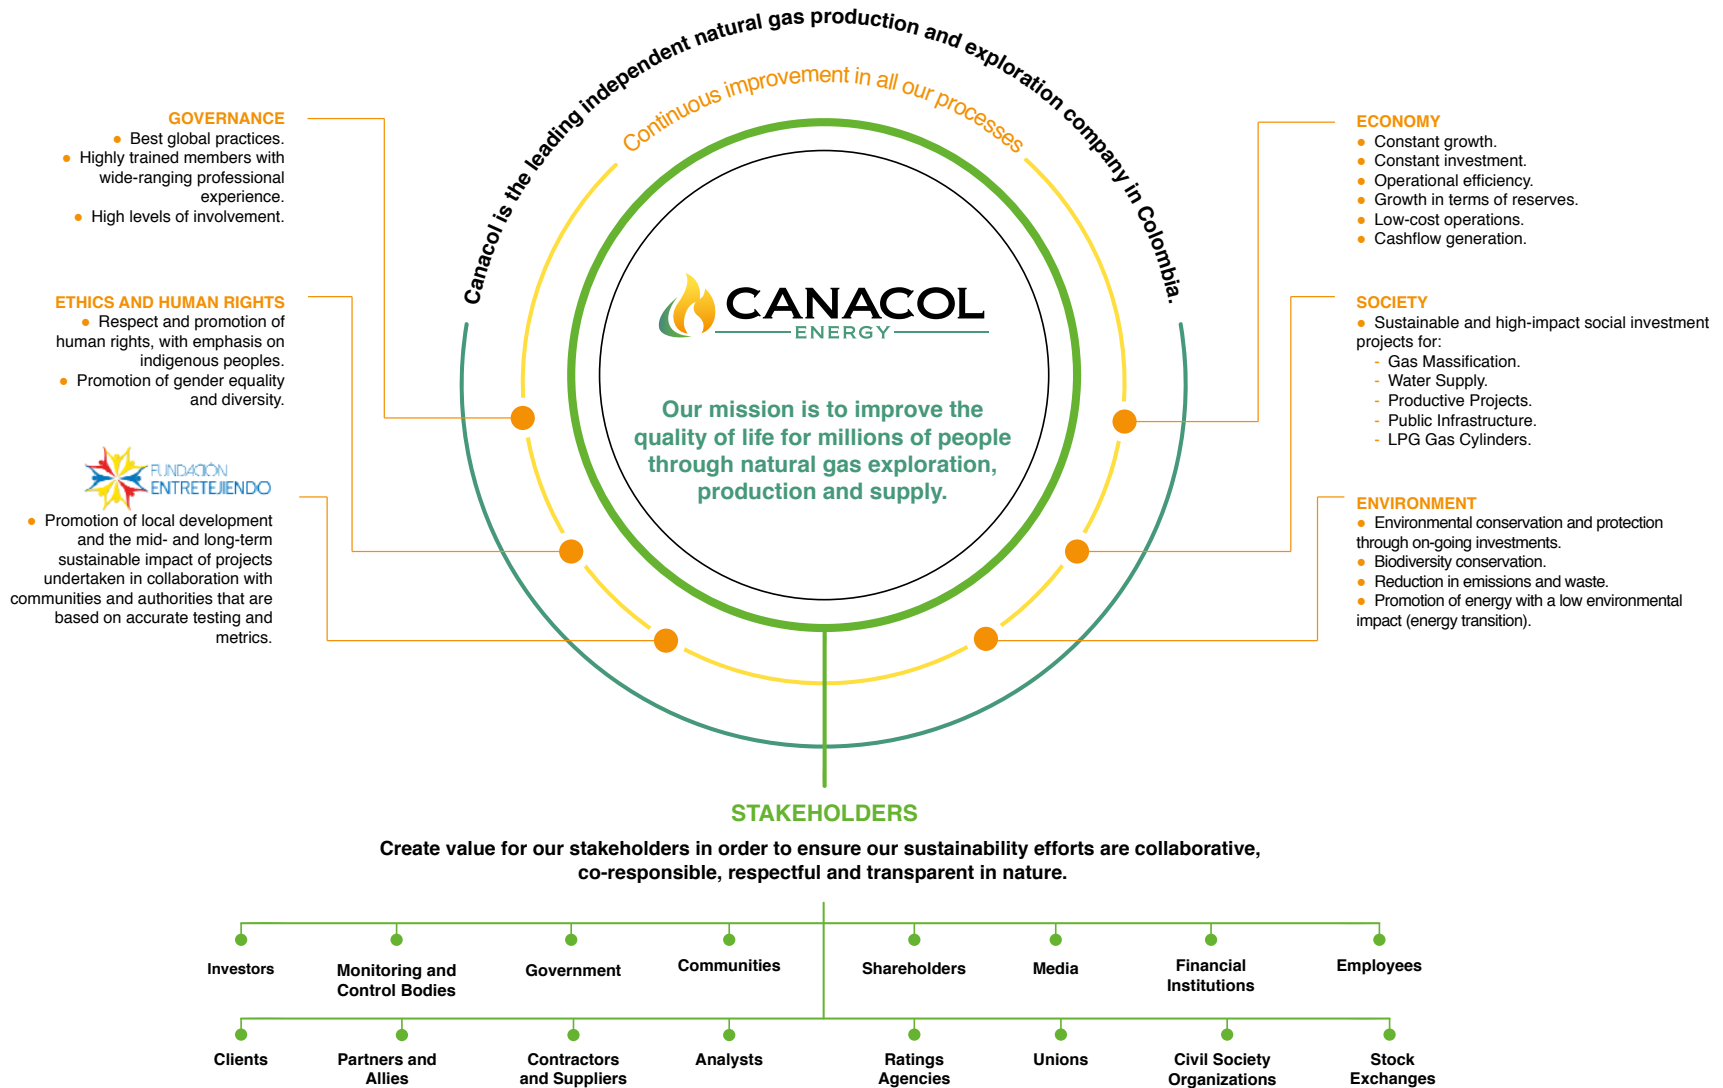 Canacol is the leading independent natural gas production and exploration company in Colombia.
Continuous improvement in all our processes
GOVERNANCE
● Best global practices.
● Highly trained members with
wide-ranging professional
experience.
● High levels of involvement.
ETHICS AND HUMAN RIGHTS
● Respect and promotion of
human rights, with emphasis on
indigenous peoples.
● Promotion of gender equality
and diversity.
FUNDACIÓN
ENTRETEJIENDO
● Promotion of local development
and the mid- and long-term
sustainable impact of projects
undertaken in collaboration with
communities and authorities that are
based on accurate testing and
metrics.
CANACOL
ENERGY
Our mission is to improve the
quality of life for millions of people
through natural gas exploration,
production and supply.
ECONOMY
● Constant growth.
● Constant investment.
● Operational efficiency.
● Growth in terms of reserves.
● Low-cost operations.
● Cashflow generation.
SOCIETY
● Sustainable and high-impact social investment
projects for:
- Gas Massification.
- Water Supply.
- Productive Projects.
- Public Infrastructure.
- LPG Gas Cylinders.
ENVIRONMENT
● Environmental conservation and protection
through on-going investments.
● Biodiversity conservation.
● Reduction in emissions and waste.
● Promotion of energy with a low environmental
impact (energy transition).
STAKEHOLDERS
Create value for our stakeholders in order to ensure our sustainability efforts are collaborative,
co-responsible, respectful and transparent in nature.
Investors
Monitoring and
Control Bodies
Government
Communities
Shareholders
Media
Financial
Institutions
Employees
Clients
Partners and
Allies
Contractors
and Suppliers
Analysts
Ratings
Agencies
Unions
Civil Society
Organizations
Stock
Exchanges